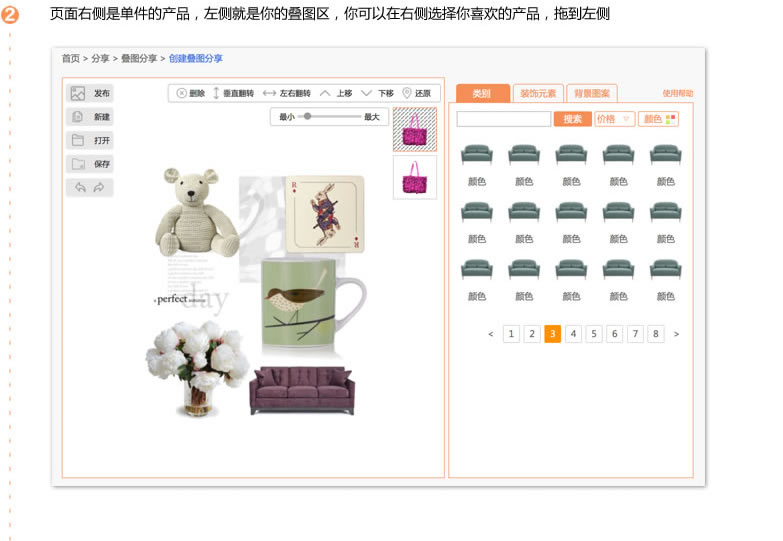 2 页面右侧是单件的产品，左侧就是你的叠图区，你可以在右侧选择你喜欢的产品，拖到左侧
首页 > 分享 > 叠图分享 > 创建叠图分享
发布
新建
打开
保存
删除 垂直翻转 左右翻转 上移 下移 还原
最小 最大
R
R
a perfect
day
类别 装饰元素 背景图案 使用帮助
搜索 价格 颜色
颜色 颜色 颜色 颜色 颜色
颜色 颜色 颜色 颜色 颜色
颜色 颜色 颜色 颜色 颜色
< 1 2 3 4 5 6 7 8 >